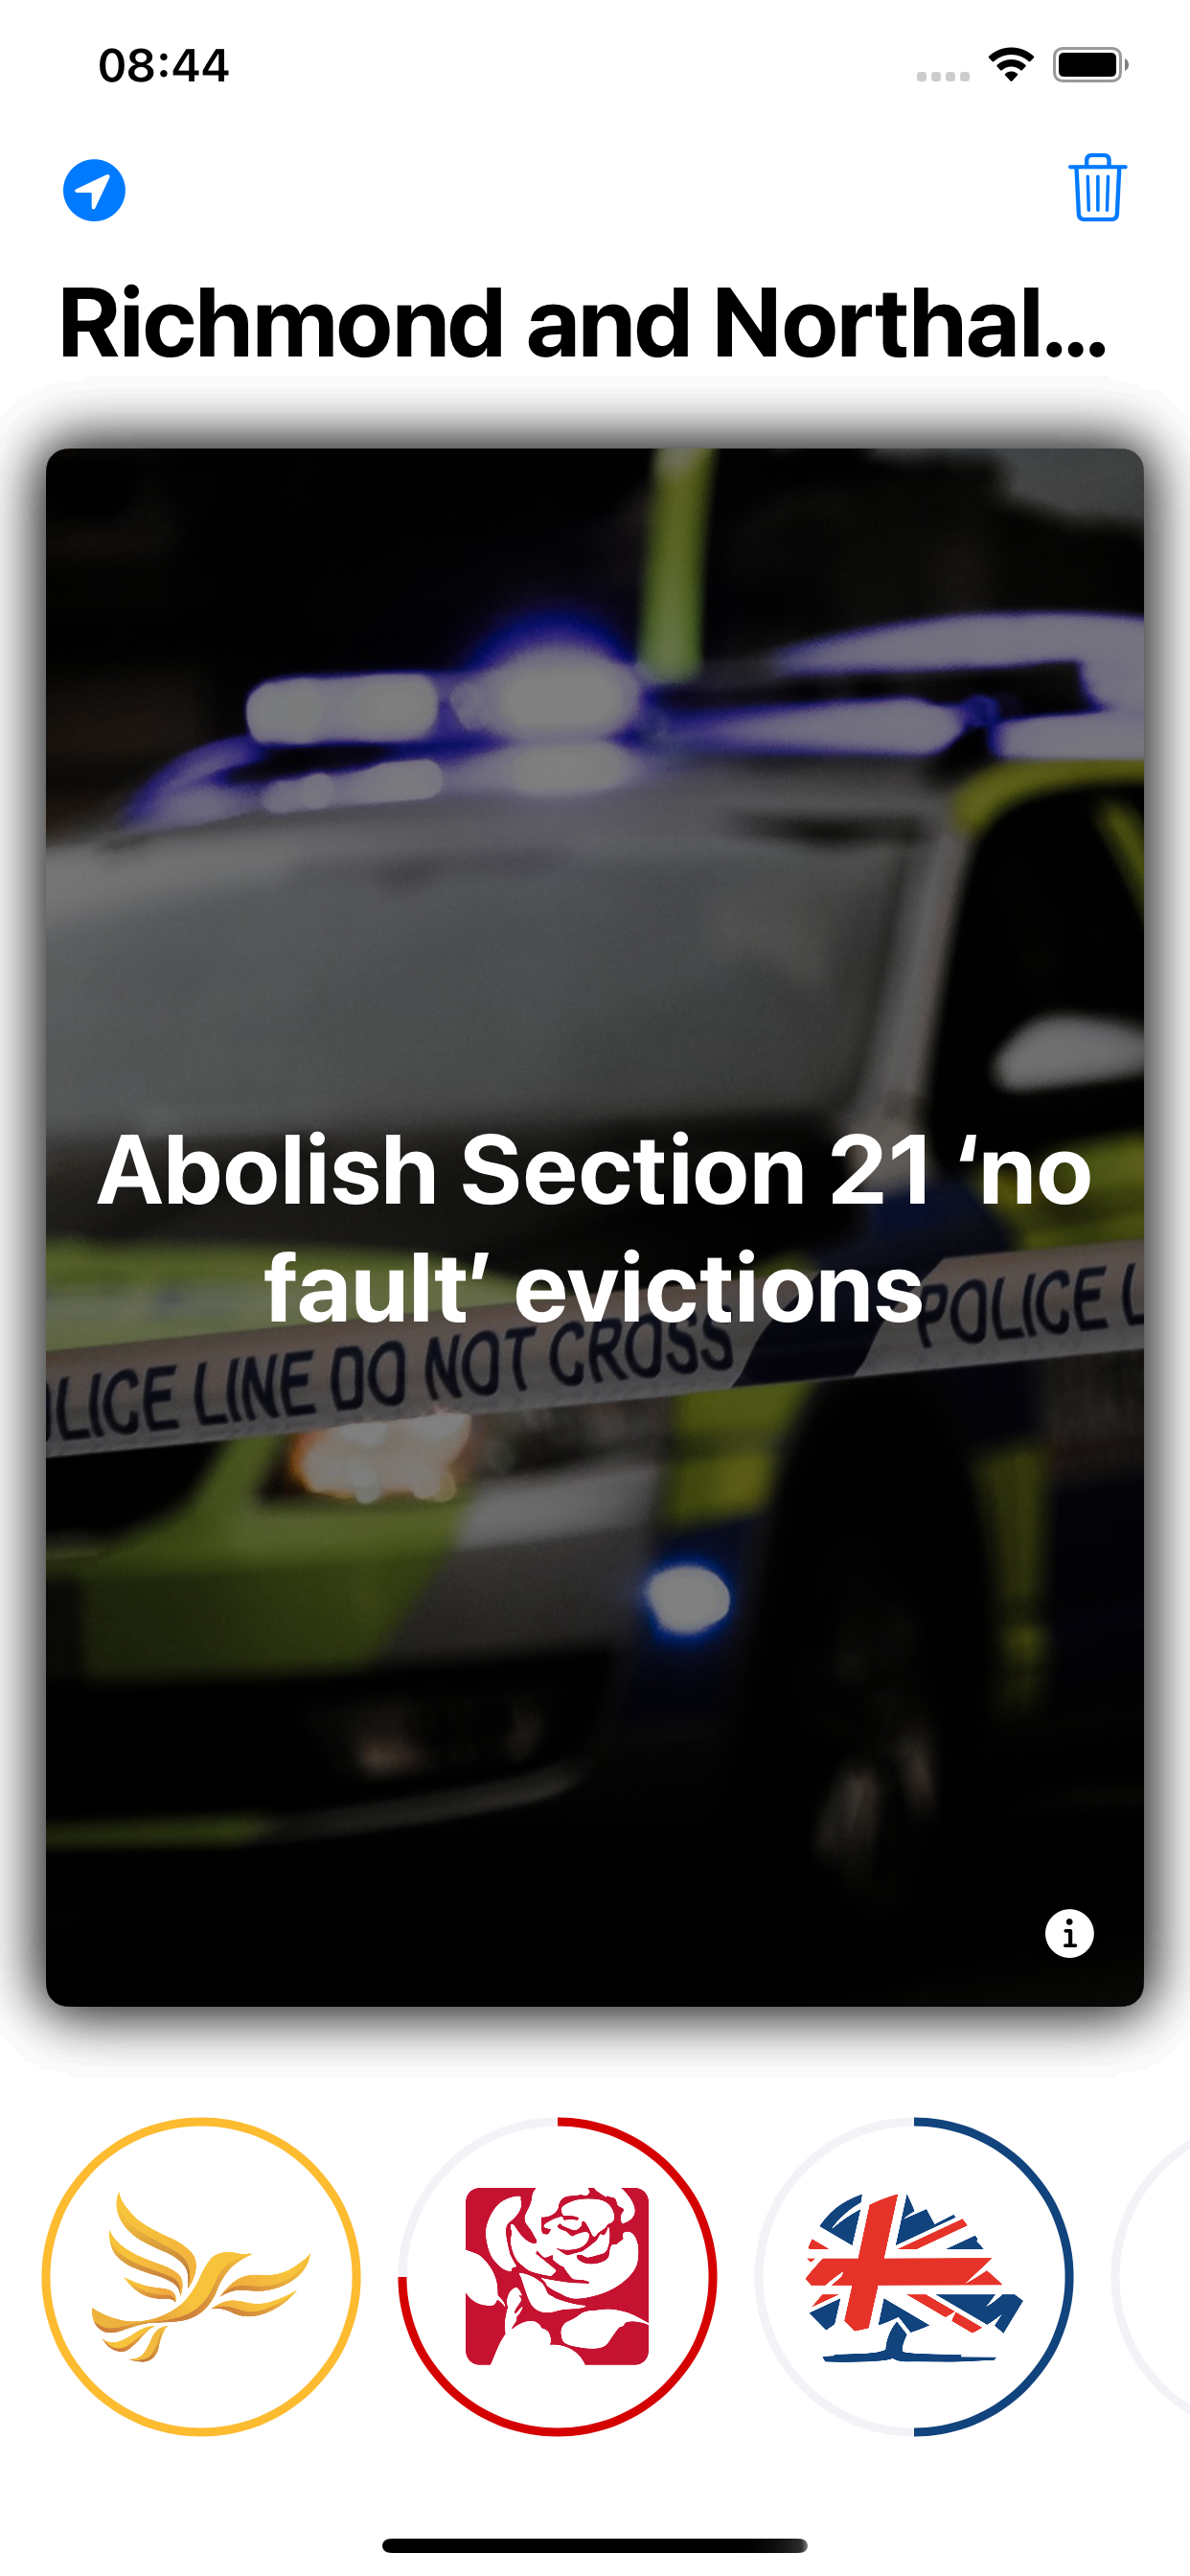 08:44
Richmond and Northal...
Abolish Section 21 ‘no
fault’ evictions
POLICE L
LICE LINE DO NOT CROSS